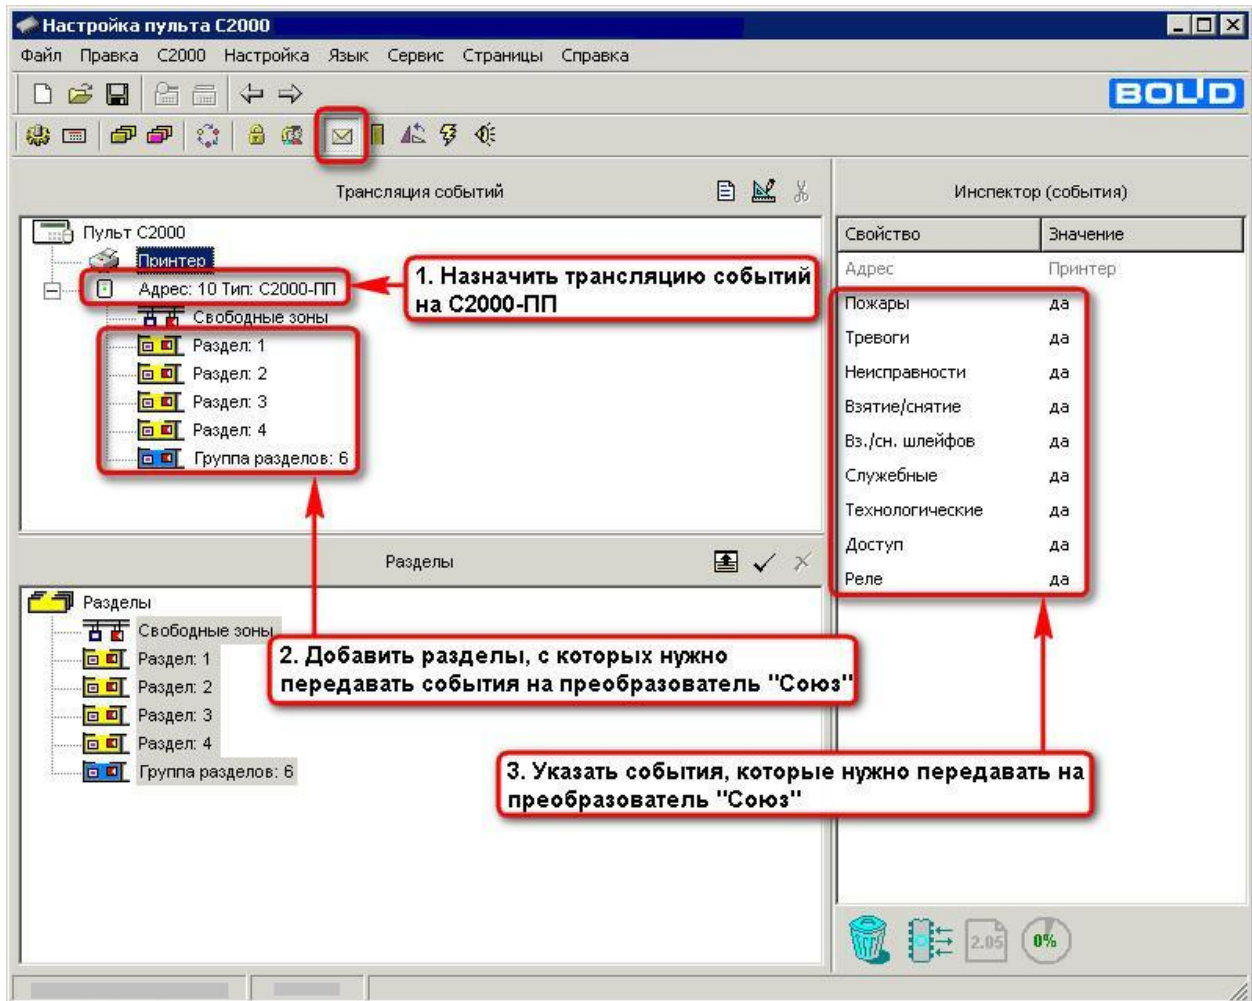 Настройка пульта С2000
Файл Правка С2000 Настройка Язык Сервис Страницы Справка
BOLID
Трансляция событий
Пульт С2000
Принтер
Адрес: 10 Тип: С2000-ПП
Свободные зоны
Раздел: 1
Раздел: 2
Раздел: 3
Раздел: 4
Группа разделов: 6
1. Назначить трансляцию событий
на С2000-ПП
Инспектор (события)
Свойство Значение
Адрес Принтер
Пожары да
Тревоги да
Неисправности да
Взятие/снятие да
Вз./сн. шлейфов да
Служебные да
Технологические да
Доступ да
Реле да
Разделы
Разделы
Свободные зоны
Раздел: 1
Раздел: 2
Раздел: 3
Раздел: 4
Группа разделов: 6
2. Добавить разделы, с которых нужно
передавать события на преобразователь "Союз"
3. Указать события, которые нужно передавать на
преобразователь "Союз"
2.05
0%